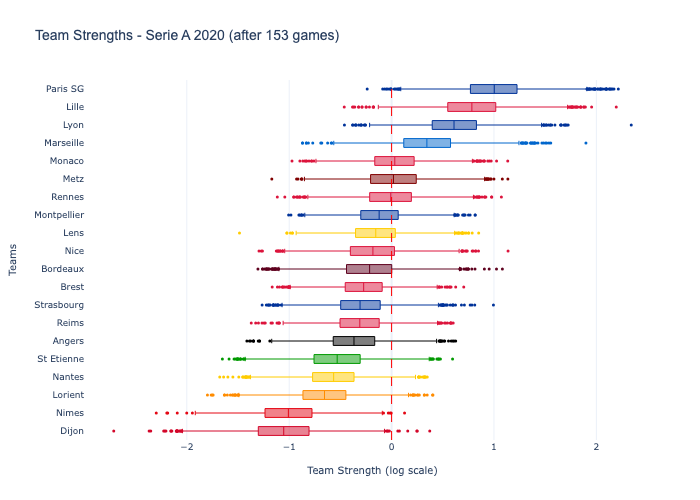 Team Strengths - Serie A 2020 (after 153 games)
Paris SG
Lille
Lyon
Marseille
Monaco
Metz
Rennes
Montpellier
Lens
Nice
Bordeaux
Brest
Strasbourg
Reims
Angers
St Etienne
Nantes
Lorient
Nimes
Dijon
Teams
−2
−1
0
1
2
Team Strength (log scale)